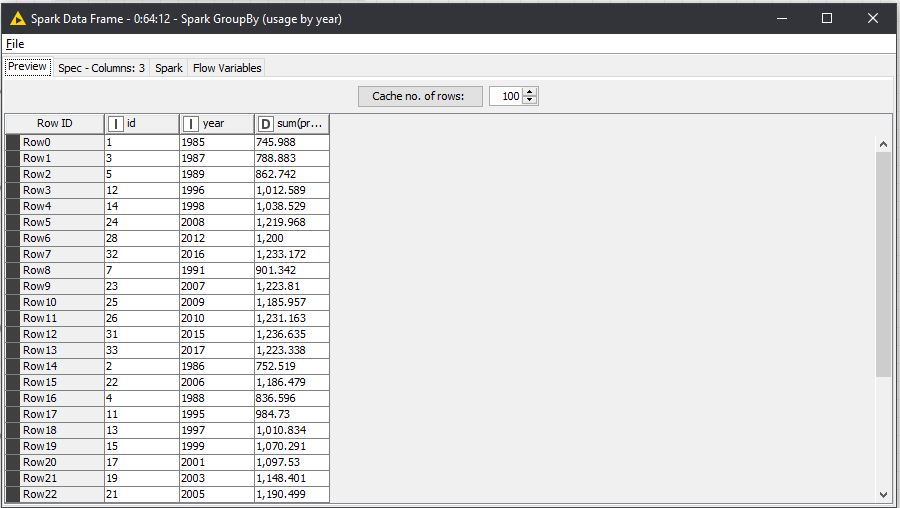 Spark Data Frame - 0:64:12 - Spark GroupBy (usage by year)
File
Preview Spec - Columns: 3 Spark Flow Variables
Cache no. of rows: 100
Row ID I id I year D sum(pr...
Row0 1 1985 745.988
Row1 3 1987 788.883
Row2 5 1989 862.742
Row3 12 1996 1,012.589
Row4 14 1998 1,038.529
Row5 24 2008 1,219.968
Row6 28 2012 1,200
Row7 32 2016 1,233.172
Row8 7 1991 901.342
Row9 23 2007 1,223.81
Row10 25 2009 1,185.957
Row11 26 2010 1,231.163
Row12 31 2015 1,236.635
Row13 33 2017 1,223.338
Row14 2 1986 752.519
Row15 22 2006 1,186.479
Row16 4 1988 836.596
Row17 11 1995 984.73
Row18 13 1997 1,010.834
Row19 15 1999 1,070.291
Row20 17 2001 1,097.53
Row21 19 2003 1,148.401
Row22 21 2005 1,190.499